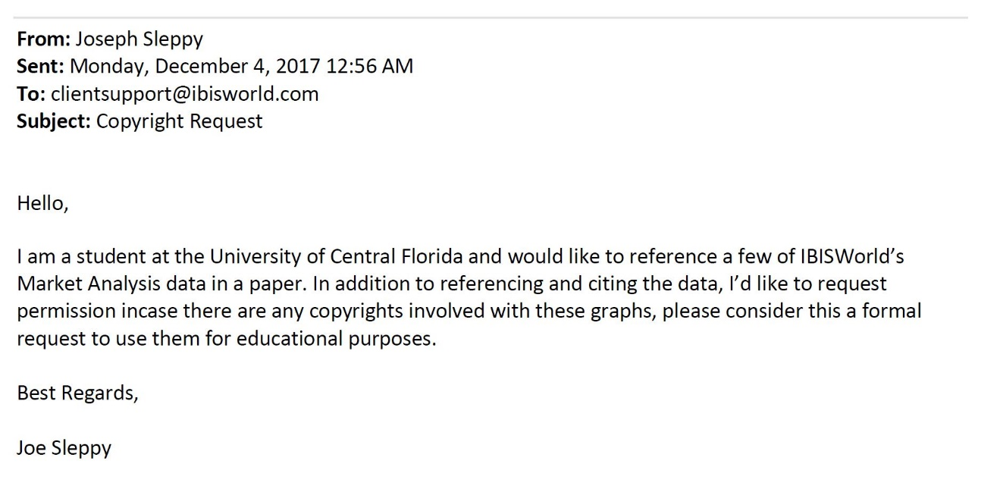 From: Joseph Sleppy
Sent: Monday, December 4, 2017 12:56 AM
To: clientsupport@ibisworld.com
Subject: Copyright Request
Hello,
I am a student at the University of Central Florida and would like to reference a few of IBISWorld’s
Market Analysis data in a paper. In addition to referencing and citing the data, I’d like to request
permission incase there are any copyrights involved with these graphs, please consider this a formal
request to use them for educational purposes.
Best Regards,
Joe Sleppy